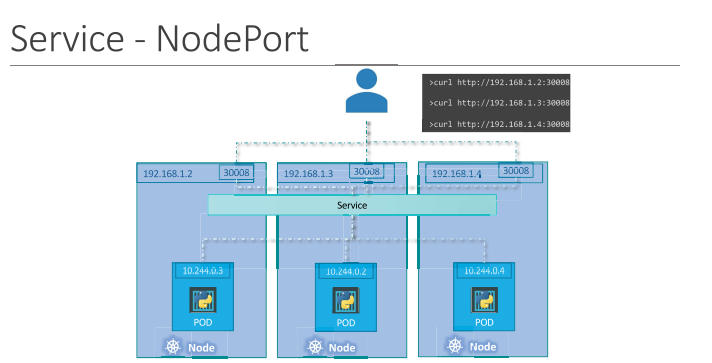 Service - NodePort
>curl http://192.168.1.2:30008
>curl http://192.168.1.3:30008
>curl http://192.168.1.4:30008
192.168.1.2 30008 192.168.1.3 30008 192.168.1.4 30008
Service
10.244.0.3 10.244.0.2 10.244.0.4
POD POD POD
Node Node Node